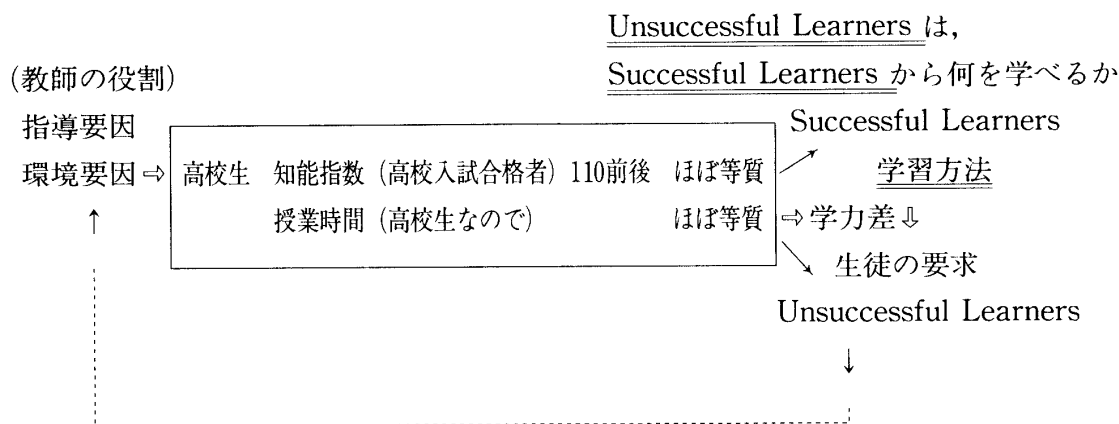 Unsuccessful Learners は,
Successful Learners から何を学べるか
(教師の役割)
指導要因
Successful Learners
環境要因⇨ 高校生 知能指数 (高校入試合格者) 110前後 ほぼ等質
学習方法
授業時間 (高校生なので) ほぼ等質 ⇨学力差⇩
生徒の要求
Unsuccessful Learners